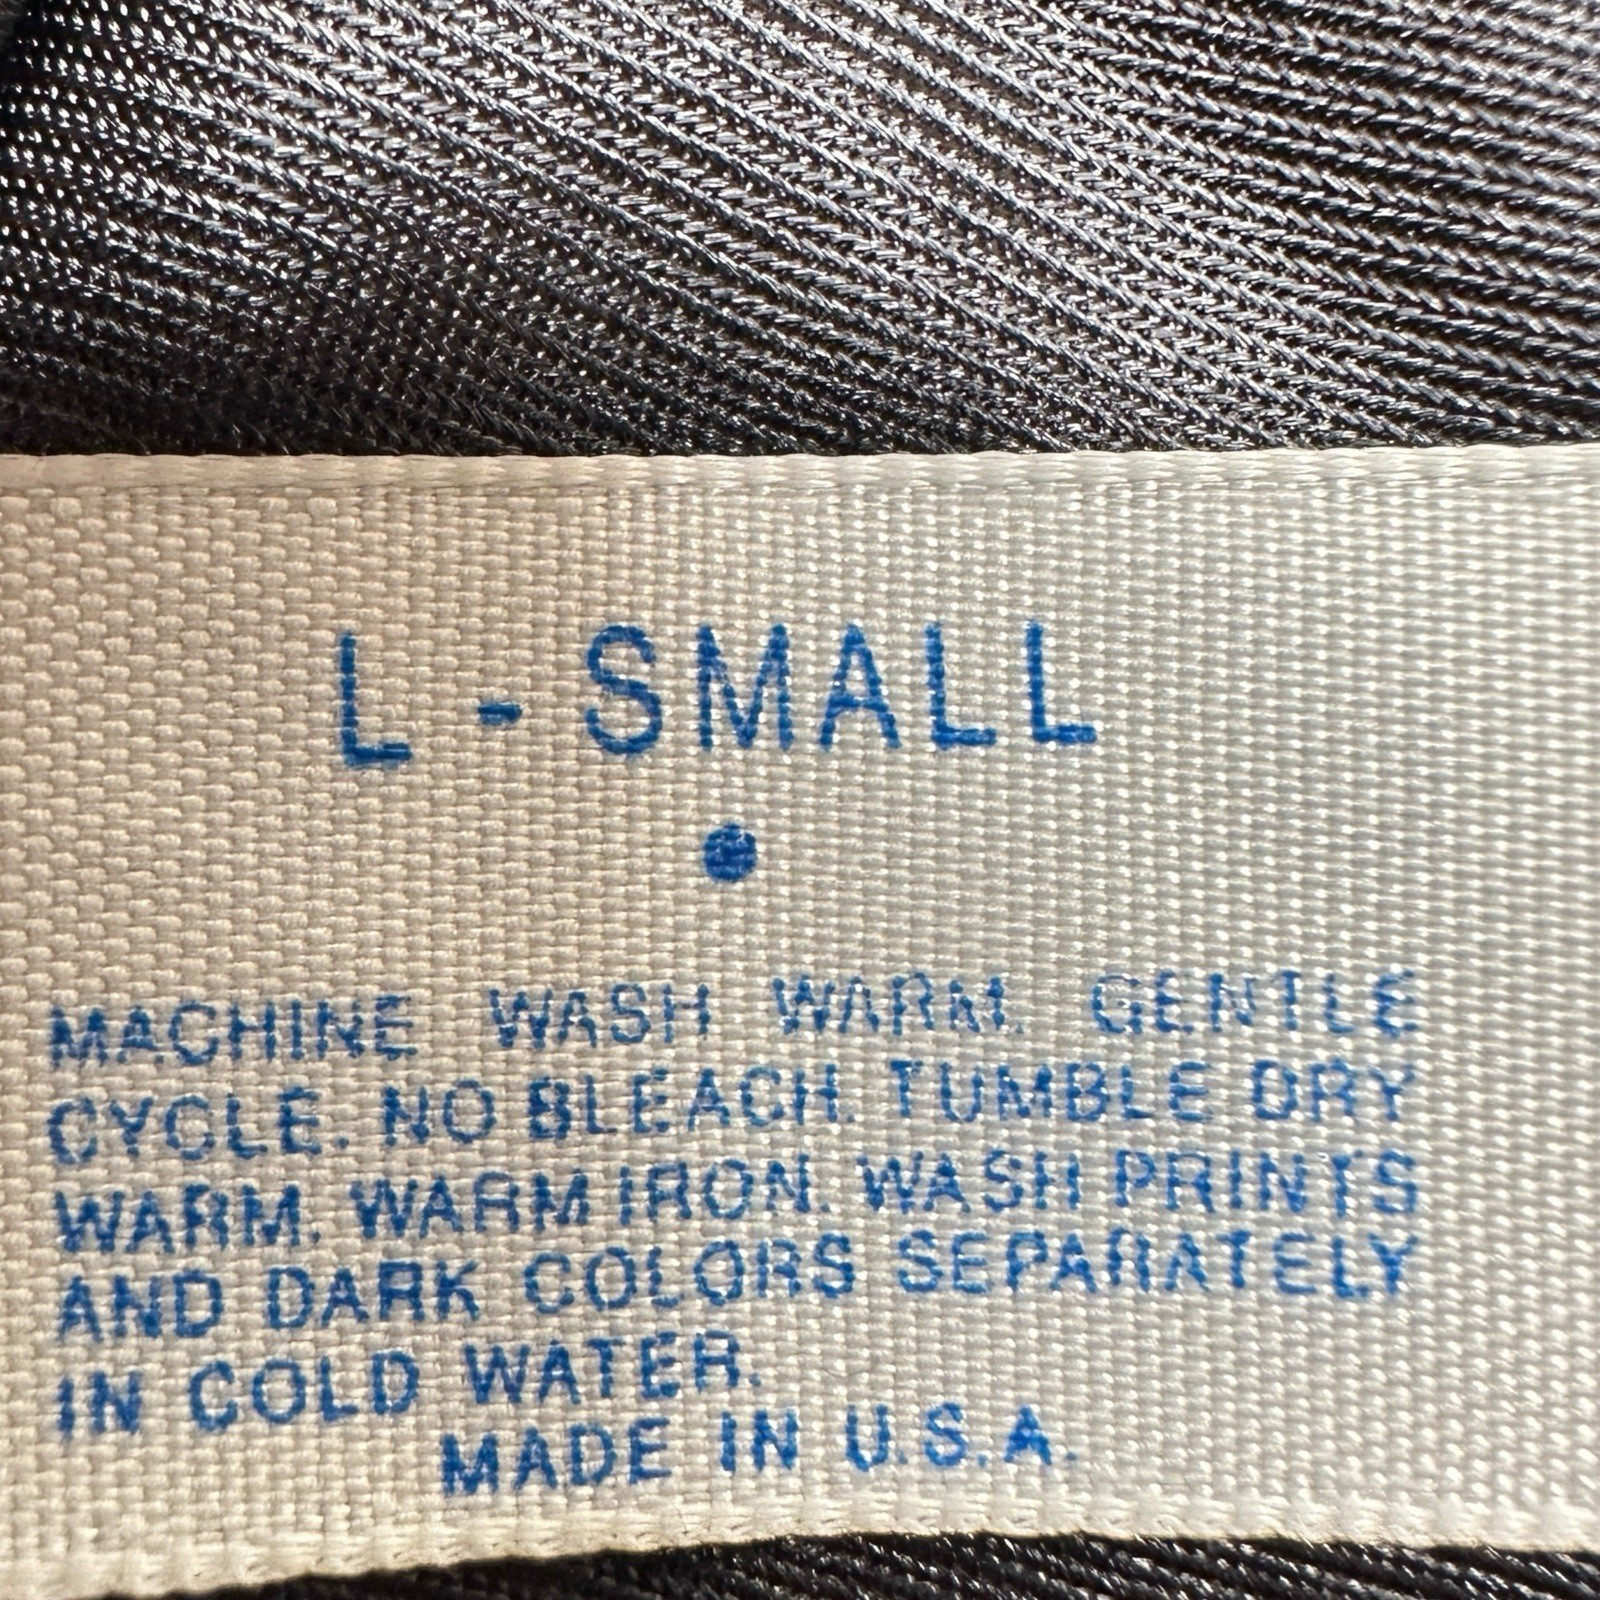 L - SMALL
MACHINE WASH WARM. GENTLE
CYCLE. NO BLEACH. TUMBLE DRY
WARM. WARM IRON. WASH PRINTS
AND DARK COLORS SEPARATELY
IN COLD WATER.
MADE IN U.S.A.